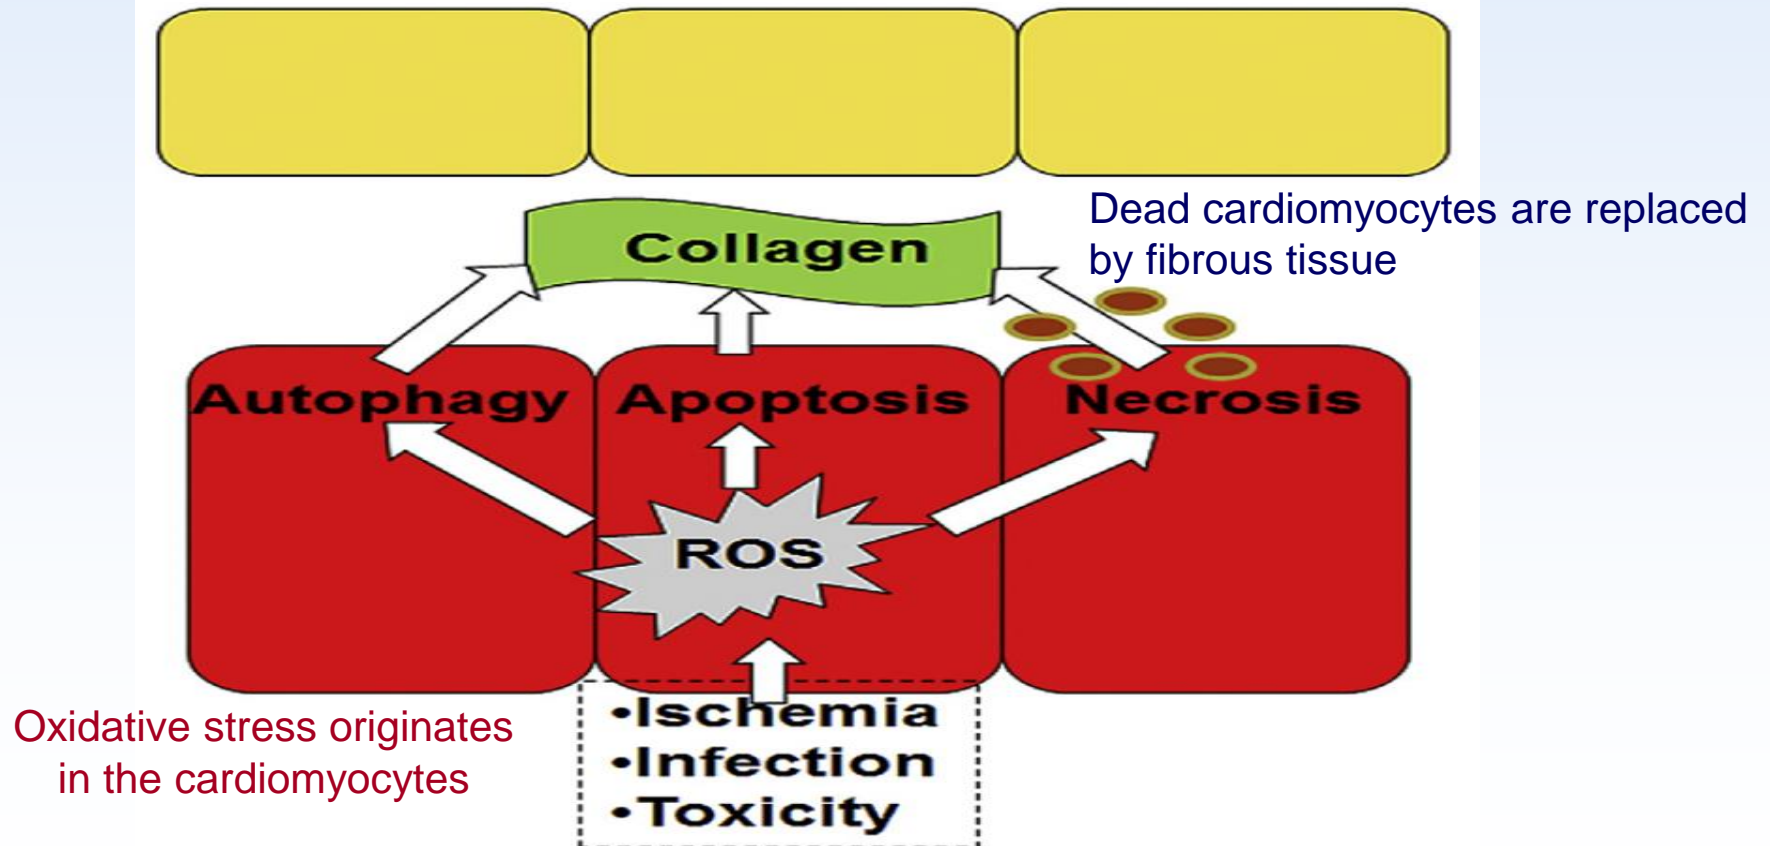 Dead cardiomyocytes are replaced
by fibrous tissue
Collagen
Autophagy
Apoptosis
Necrosis
ROS
Oxidative stress originates
in the cardiomyocytes
•Ischemia
•Infection
•Toxicity